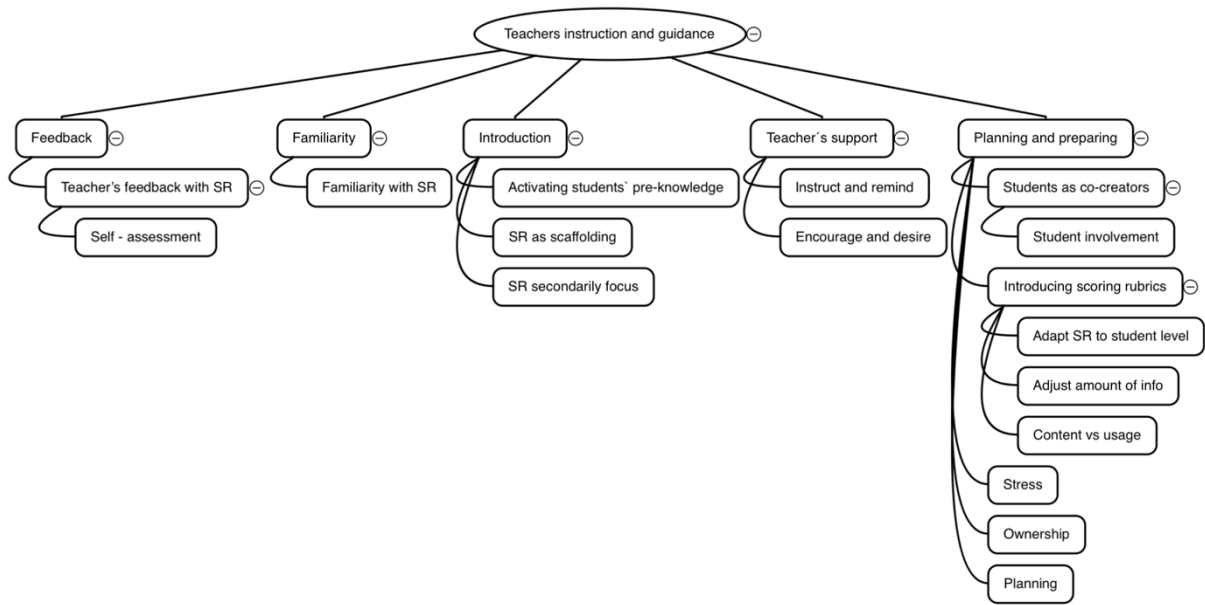 Teachers instruction and guidance
Feedback
Teacher’s feedback with SR
Self - assessment
Familiarity
Familiarity with SR
Introduction
Activating students` pre-knowledge
SR as scaffolding
SR secondarily focus
Teacher´s support
Instruct and remind
Encourage and desire
Planning and preparing
Students as co-creators
Student involvement
Introducing scoring rubrics
Adapt SR to student level
Adjust amount of info
Content vs usage
Stress
Ownership
Planning